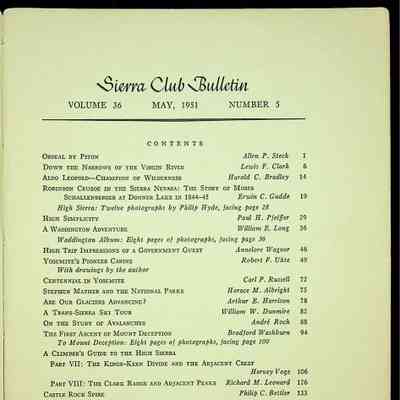 Sierra Club Bulletin
VOLUME 36 MAY, 1951 NUMBER 5
CONTENTS
ORDEAL BY PITON Allen P. Steck 1
DOWN THE NARROWS OF THE VIRGIN RIVER Lewis F. Clark 6
ALDO LEOPOLD—CHAMPION OF WILDERNESS Harold C. Bradley 14
ROBINSON CRUSOE IN THE SIERRA NEVADA: THE STORY OF MOSES
SCHALLENBERGER AT DONNER LAKE IN 1844-45 Erwin G. Gudde 19
High Sierra: Twelve photographs by Philip Hyde, facing page 28
HIGH SIMPLICITY Paul H. Pfeiffer 29
A WADDINGTON ADVENTURE William E. Long 36
Waddington Album: Eight pages of photographs, facing page 36
HIGH TRIP IMPRESSIONS OF A GOVERNMENT GUEST Annelore Wagner 46
YOSEMITE'S PIONEER CABINS Robert F. Uhte 49
With drawings by the author
CENTENNIAL IN YOSEMITE Carl P. Russell 72
STEPHEN MATHER AND THE NATIONAL PARKS Horace M. Albright 75
ARE OUR GLACIERS ADVANCING? Arthur E. Harrison 78
A TRANS-SIERRA SKI TOUR William W. Dunmire 82
ON THE STUDY OF AVALANCHES André Roch 88
THE FIRST ASCENT OF MOUNT DECEPTION Bradford Washburn 94
To Mount Deception: Eight pages of photographs, facing page 100
A CLIMBER'S GUIDE TO THE HIGH SIERRA
PART VII: THE KINGS-KERN DIVIDE AND THE ADJACENT CREST
Hervey Voge 106
PART VIII: THE CLARK RANGE AND ADJACENT PEAKS Richard M. Leonard 126
CASTLE ROCK SPIRE Philip C. Bettler 133